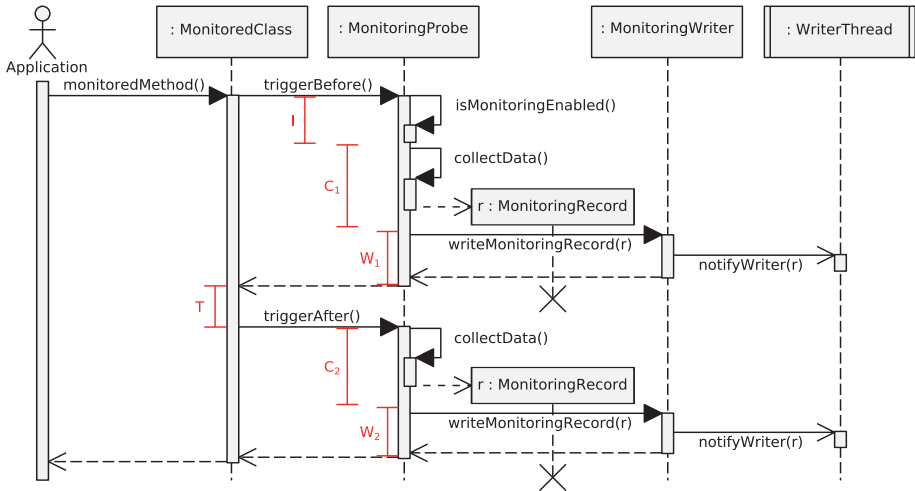 : MonitoredClass
: MonitoringProbe
: MonitoringWriter
: WriterThread
Application
monitoredMethod()
triggerBefore()
isMonitoringEnabled()
I
collectData()
C1
r : MonitoringRecord
writeMonitoringRecord(r)
W1
notifyWriter(r)
T
triggerAfter()
collectData()
C2
r : MonitoringRecord
writeMonitoringRecord(r)
W2
notifyWriter(r)